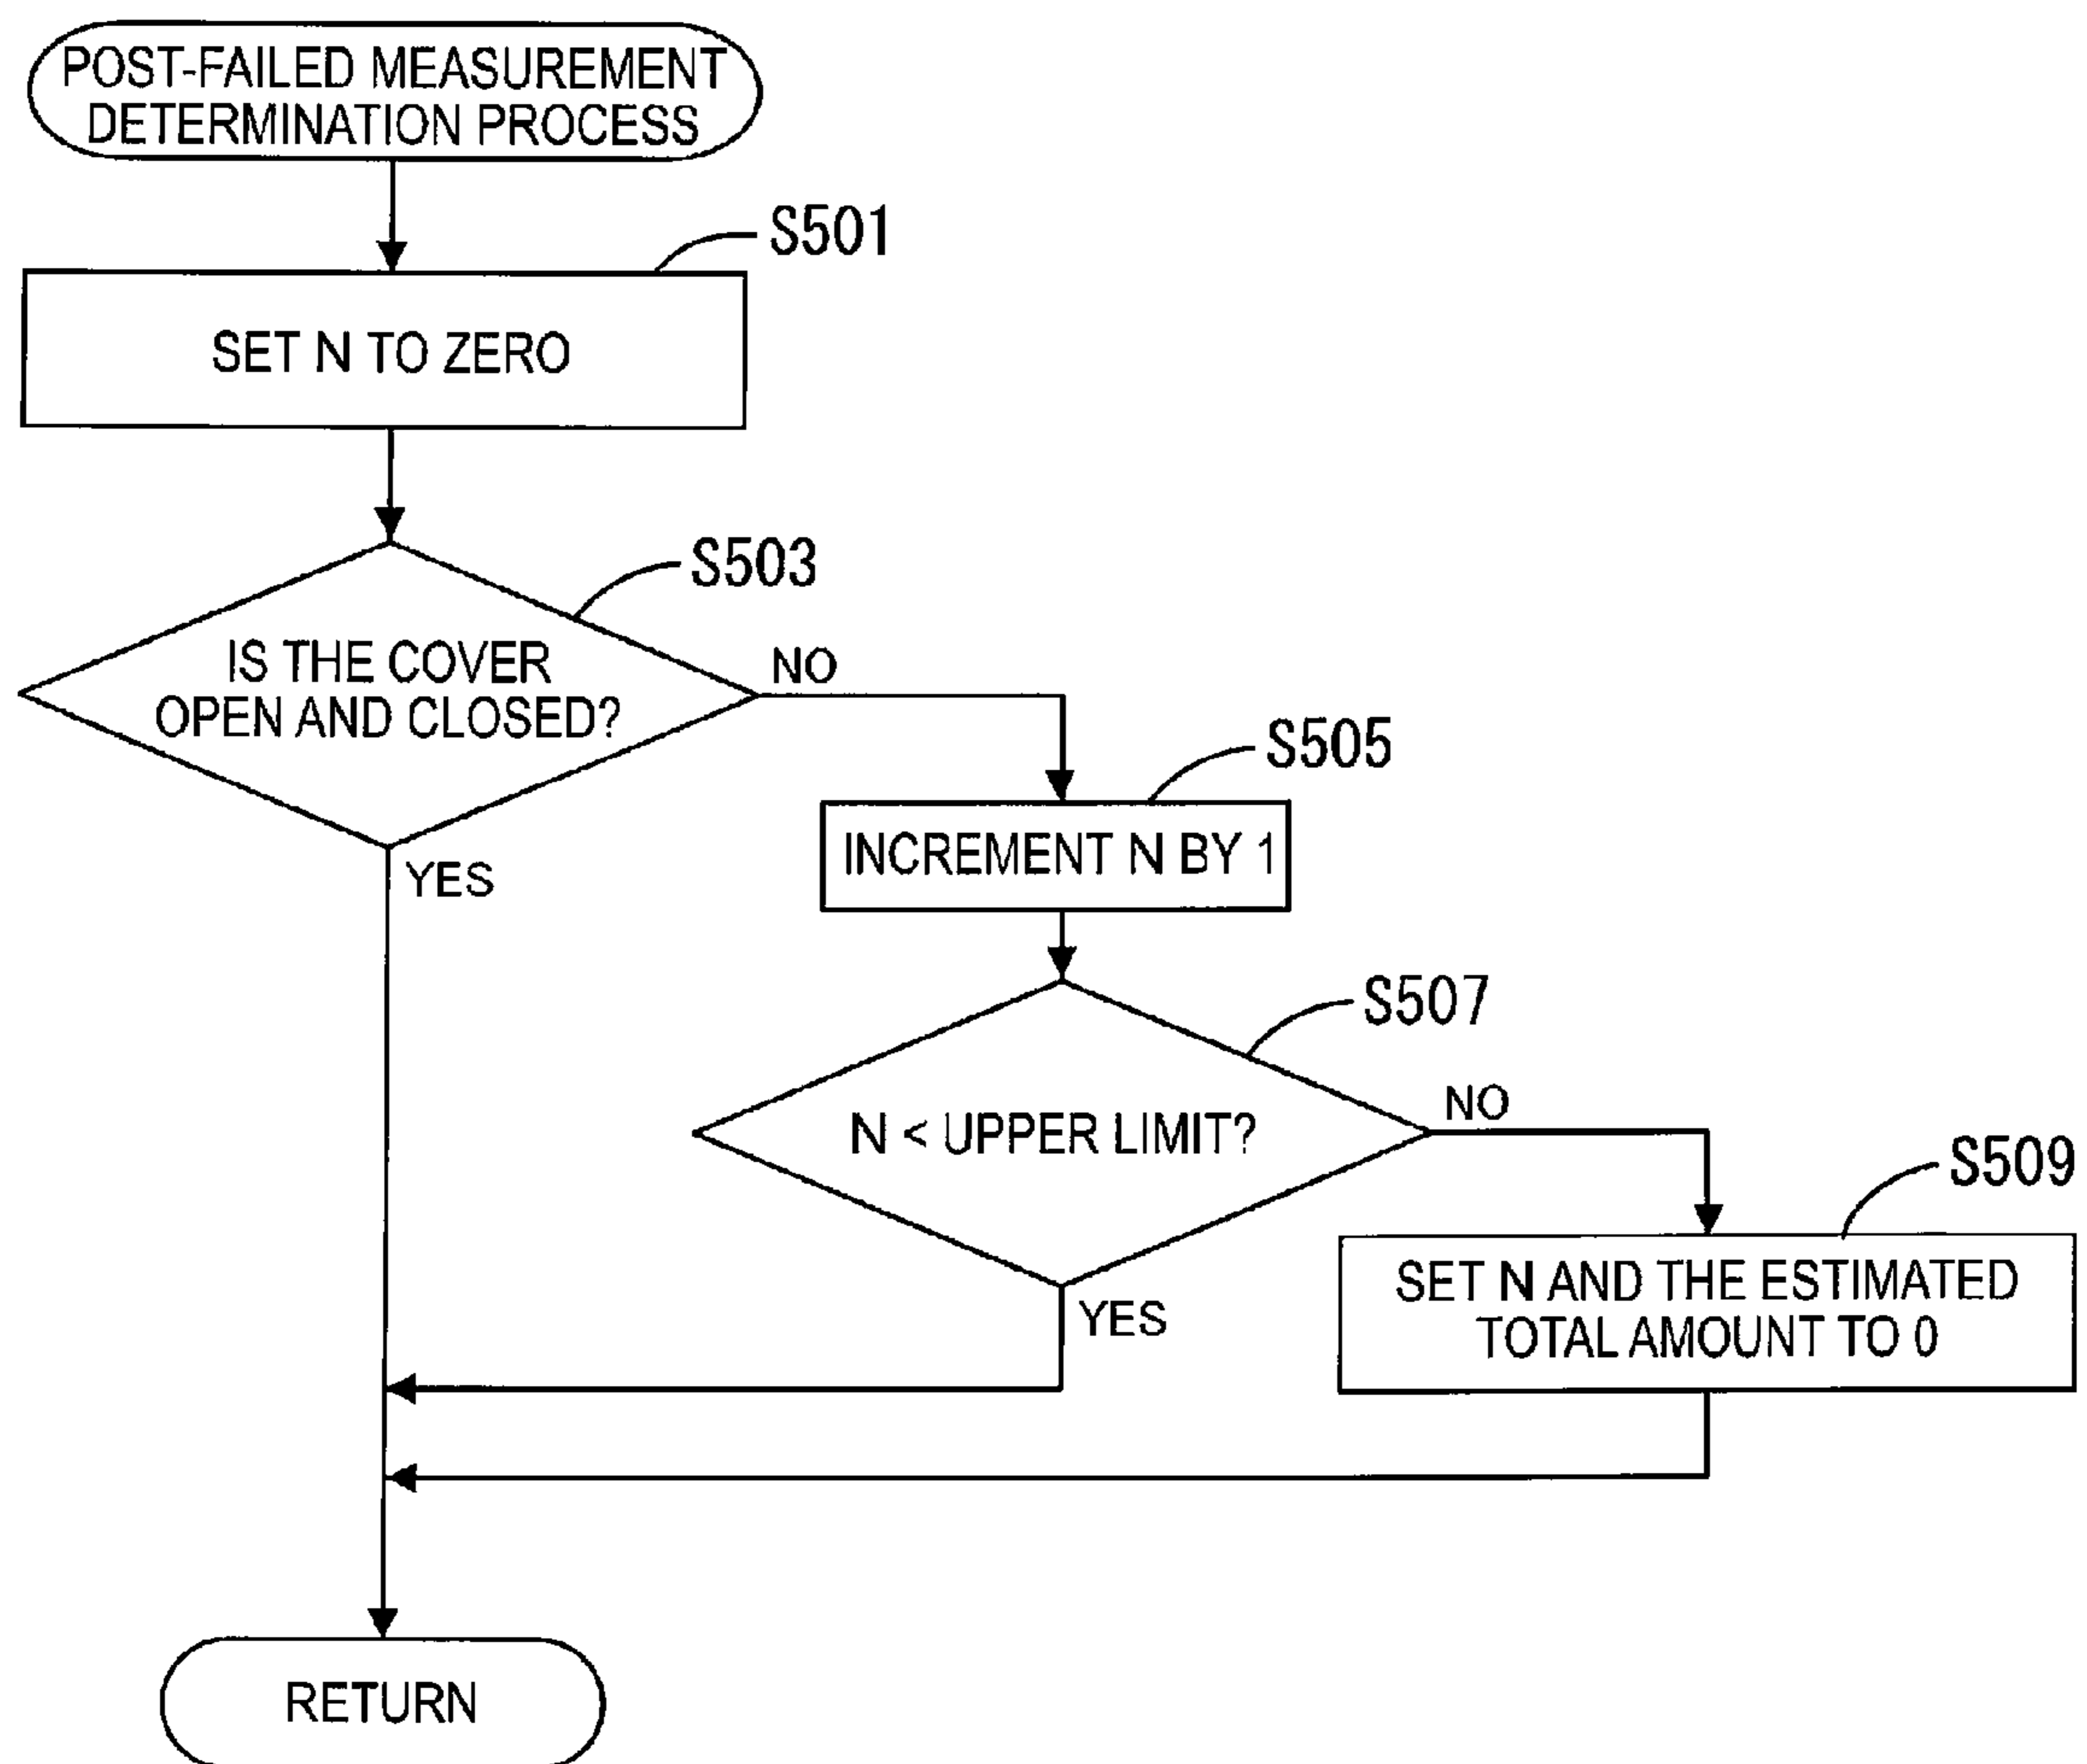 POST-FAILED MEASUREMENT
DETERMINATION PROCESS
S501
SET N TO ZERO
S503
IS THE COVER
OPEN AND CLOSED?
NO
YES
S505
INCREMENT N BY 1
S507
N < UPPER LIMIT?
NO
YES
S509
SET N AND THE ESTIMATED
TOTAL AMOUNT TO 0
RETURN